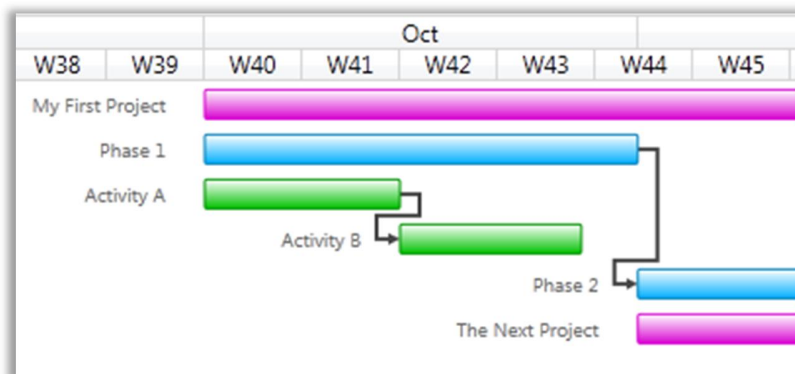 Oct
W38 W39 W40 W41 W42 W43 W44 W45
My First Project
Phase 1
Activity A
Activity B
Phase 2
The Next Project